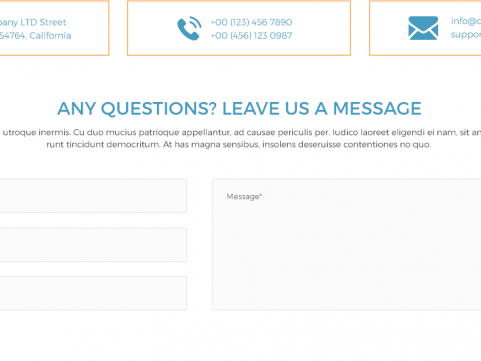 pany LTD Street
54764, California
+00 (123) 456 7890
+00 (456) 123 0987
info@c
suppor
ANY QUESTIONS? LEAVE US A MESSAGE
utroque inermis. Cu duo mucius patrioque appellantur, ad causae periculis per. Iudico laoreet eligendi ei nam, sit an
runt tincidunt democritum. At has magna sensibus, insolens deseruisse contentiones no quo.
Message*